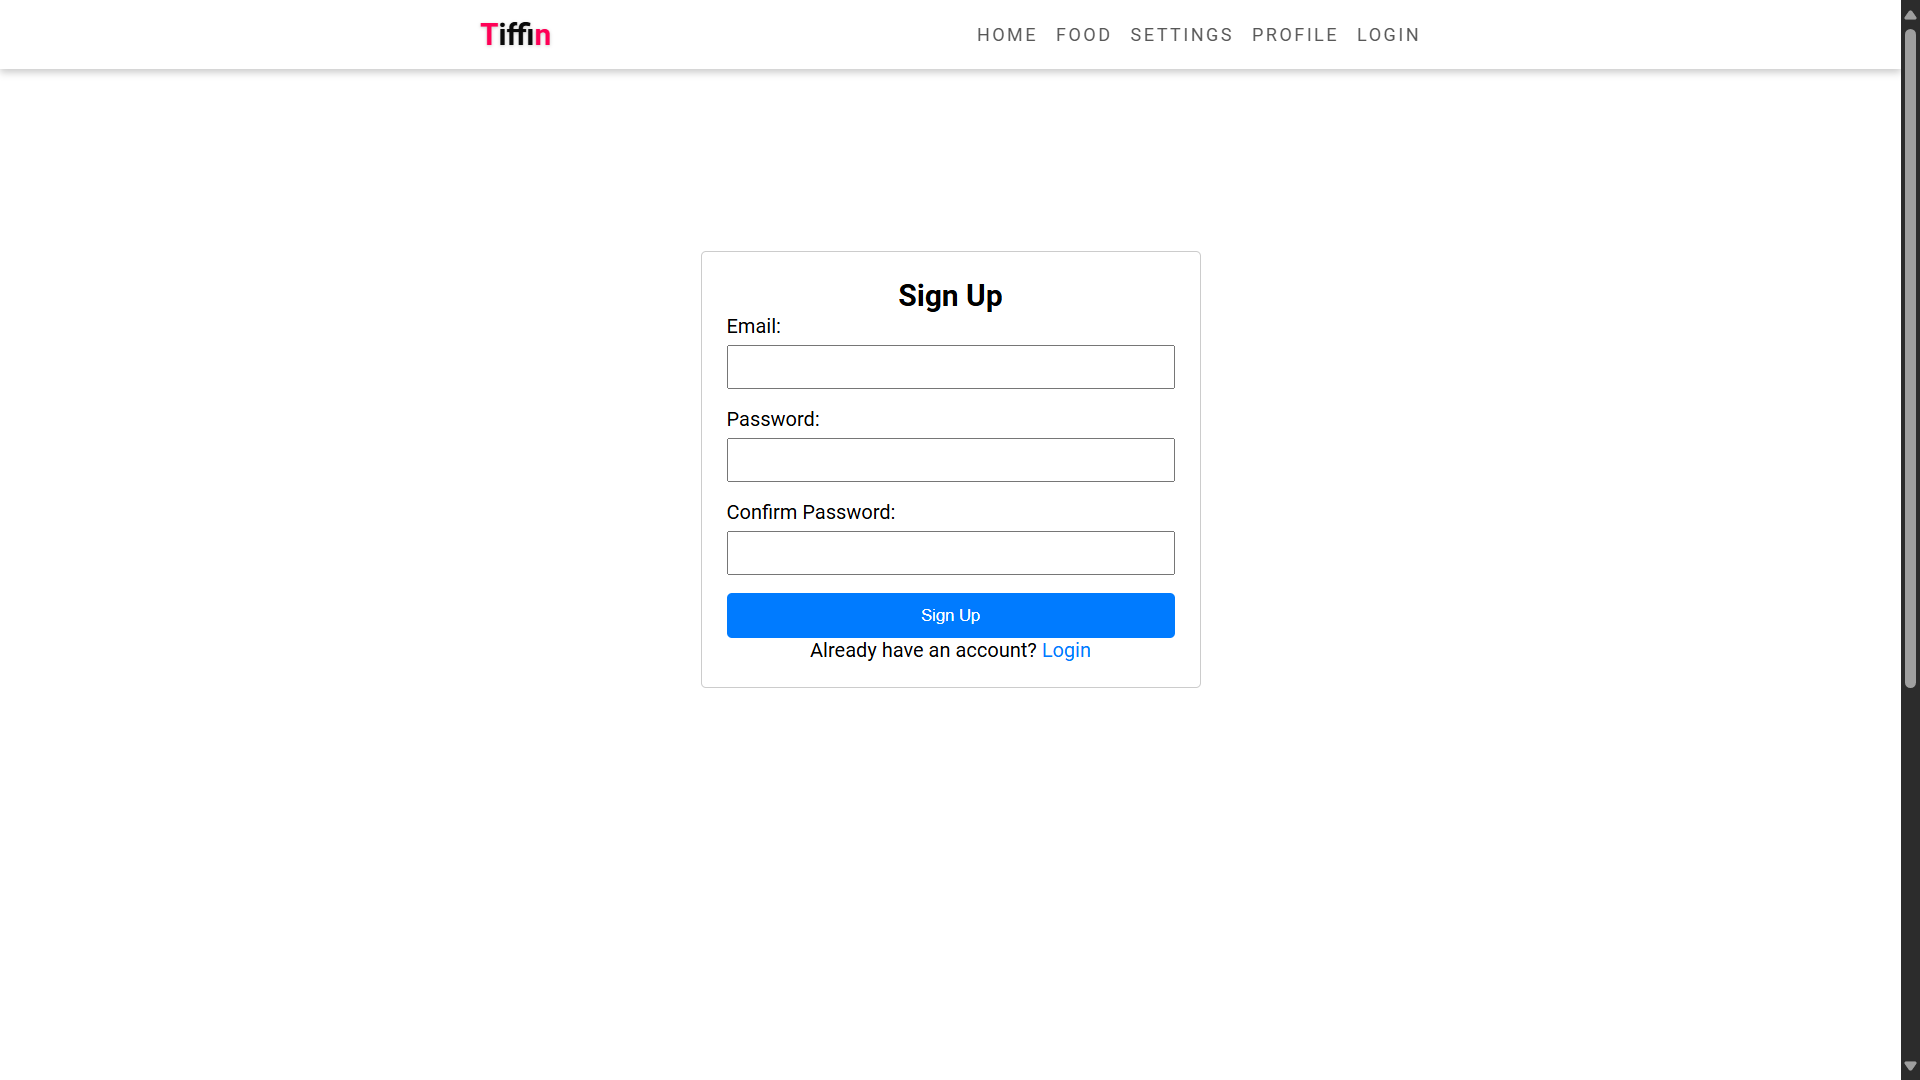 Tiffin
HOME FOOD SETTINGS PROFILE LOGIN
Sign Up
Email:
Password:
Confirm Password:
Sign Up
Already have an account? Login